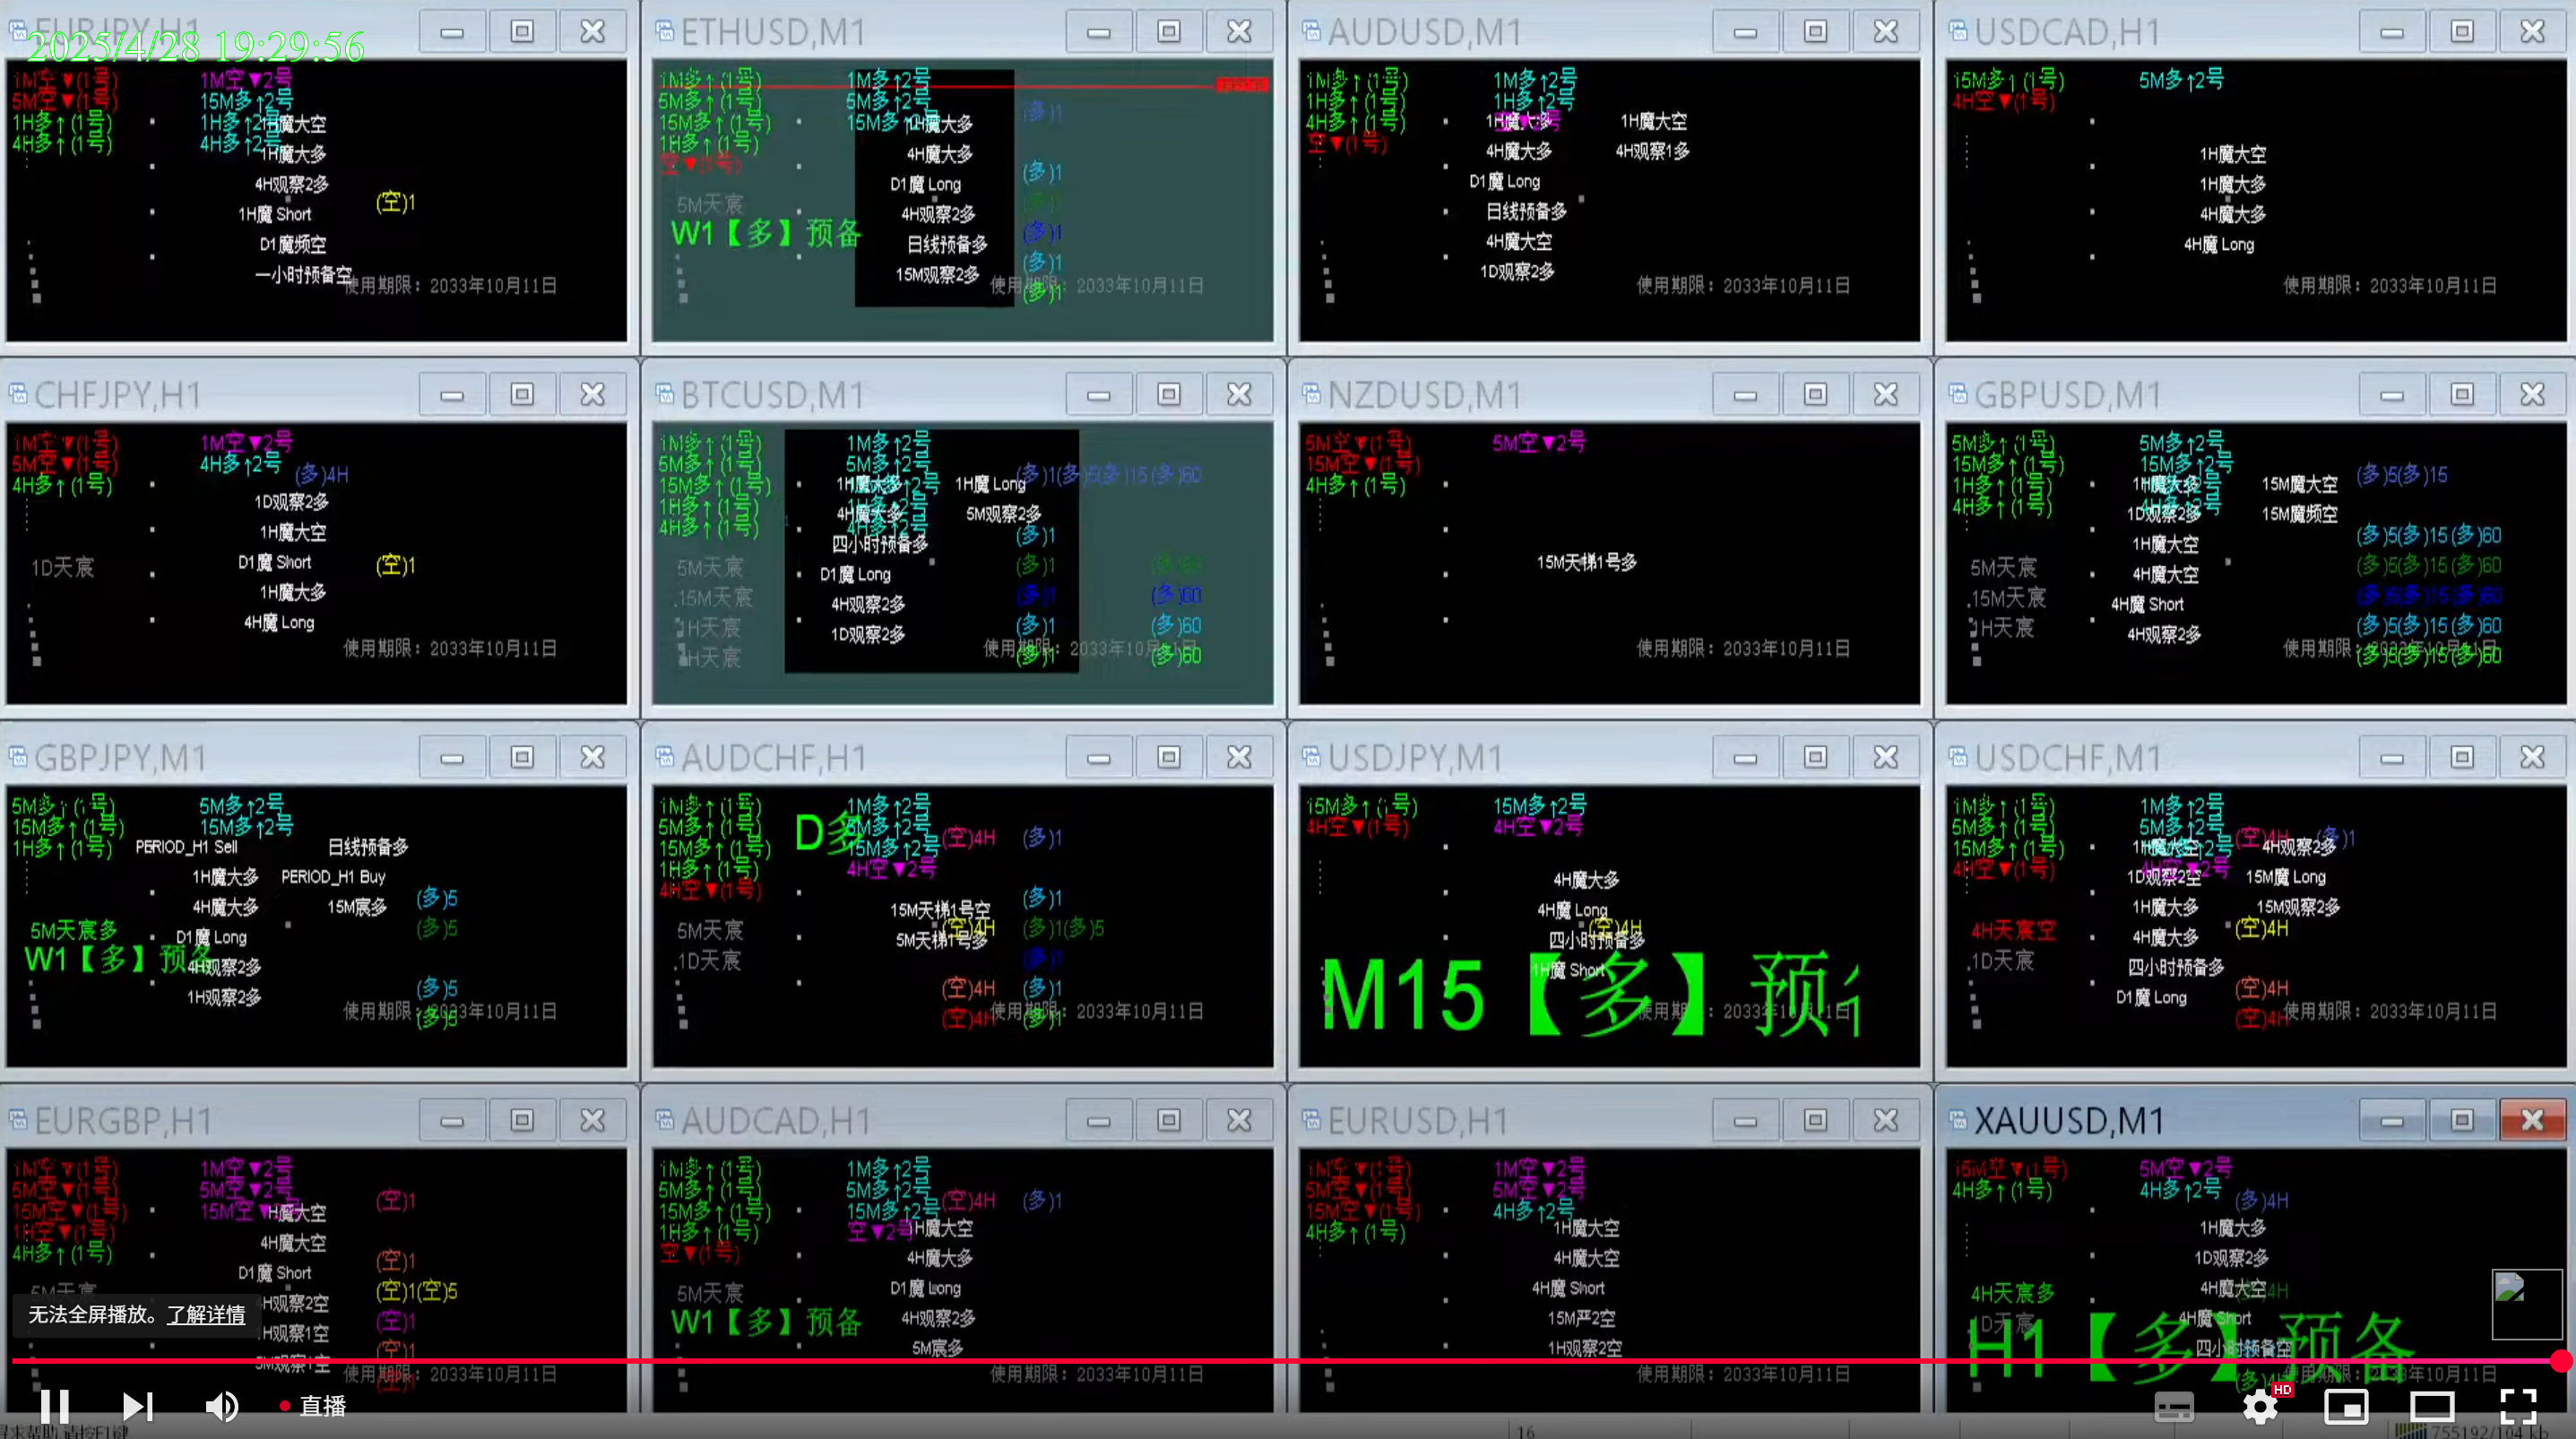 EURJPY,H1
2025/4/28 19:29:56
1M空▼(1号) 1M空▼2号
5M空▼(1号) 15M多↑2号
1H多↑(1号) 1H多↑2号 1H魔大空
4H多↑(1号) 4H多↑2号 1H魔大多
4H观察2多
(空)1
1H魔 Short
D1魔频空
一小时预备空
使用期限：2033年10月11日
ETHUSD,M1
1M多↑(1号) 1M多↑2号
5M多↑(1号) 5M多↑2号 (多)1
15M多↑(1号) 15M多↑2号 1H魔大多
1H多↑(1号) 4H魔大多
空▼(1号) (多)1
D1魔 Long
5M天宸 4H观察2多
W1【多】预备 (多)1
日线预备多 (多)1
15M观察2多 (多)1
使用期限：2033年10月11日
AUDUSD,M1
1M多↑(1号) 1M多↑2号
1H多↑(1号) 1H多↑2号
4H多↑(1号) 1H魔大多 1H魔大空
空▼(1号) 4H魔大多 4H观察1多
D1魔 Long
日线预备多
4H魔大空
1D观察2多
使用期限：2033年10月11日
USDCAD,H1
15M多↑(1号) 5M多↑2号
4H空▼(1号)
1H魔大空
1H魔大多
4H魔大多
4H魔 Long
使用期限：2033年10月11日
CHFJPY,H1
1M空▼(1号) 1M空▼2号
5M空▼(1号) 4H多↑2号 (多)4H
4H多↑(1号)
1D观察2多
1H魔大空
1D天宸 D1魔 Short (空)1
1H魔大多
4H魔 Long
使用期限：2033年10月11日
BTCUSD,M1
1M多↑(1号) 1M多↑2号
5M多↑(1号) 5M多↑2号 (多)1(多)5(多)15(多)60
15M多↑(1号) 1H魔大多 1H魔 Long
1H多↑(1号) 4H魔大多 5M观察2多
4H多↑(1号) 4H多↑2号 (多)1
四小时预备多
5M天宸 D1魔 Long (多)1
15M天宸 4H观察2多 (多)1 (多)60
1H天宸 1D观察2多 (多)1 (多)60
H天宸 (多)1 (多)60
使用期限：2033年10月11日
NZDUSD,M1
5M空▼(1号) 5M空▼2号
15M空▼(1号)
4H多↑(1号)
15M天梯1号多
使用期限：2033年10月11日
GBPUSD,M1
5M多↑(1号) 5M多↑2号
15M多↑(1号) 15M多↑2号 (多)5(多)15
1H多↑(1号) 1H魔大多 15M魔大空
4H多↑(1号) 1D观察2多 15M魔频空
1H魔大空 (多)5(多)15(多)60
5M天宸 4H魔大空 (多)5(多)15(多)60
15M天宸 4H魔 Short (多)5(多)15(多)60
1H天宸 4H观察2多 (多)5(多)15(多)60
(多)5(多)15(多)60
使用期限：2033年10月11日
GBPJPY,M1
5M多↑(1号) 5M多↑2号
15M多↑(1号) 15M多↑2号
1H多↑(1号) PERIOD_H1 Sell 日线预备多
1H魔大多 PERIOD_H1 Buy
4H魔大多 15M宸多 (多)5
5M天宸多 D1魔 Long (多)5
W1【多】预备 4H观察2多
1H观察2多 (多)5
(多)5
使用期限：2033年10月11日
AUDCHF,H1
1M多↑(1号) 1M多↑2号
5M多↑(1号) D多 5M多↑2号 (空)4H (多)1
15M多↑(1号) 15M多↑2号
1H多↑(1号) 4H空▼2号
4H空▼(1号)
15M天梯1号空 (多)1
5M天宸 (空)4H (多)1(多)5
5M天梯1号多
1D天宸 (多)1
(空)4H (多)1
(空)4H (多)1
使用期限：2033年10月11日
USDJPY,M1
15M多↑(1号) 15M多↑2号
4H空▼(1号) 4H空▼2号
4H魔大多
4H魔 Long
(空)4H
四小时预备多
1H魔 Short
M15【多】预
使用期限：2033年10月11日
USDCHF,M1
1M多↑(1号) 1M多↑2号
5M多↑(1号) 5M多↑2号 (空)4H (多)1
15M多↑(1号) 15M多↑2号 1H魔大空 4H观察2多
4H空▼(1号) 4H空▼2号 1D观察2空 15M魔 Long
1H魔大多 15M观察2多
4H天宸空 4H魔大多 (空)4H
1D天宸 四小时预备多
D1魔 Long (空)4H
(空)4H
使用期限：2033年10月11日
EURGBP,H1
1M空▼(1号) 1M空▼2号
5M空▼(1号) 5M空▼2号 (空)1
15M空▼(1号) 15M空▼2号 H魔大空
1H空▼(1号) 4H魔大空
4H多↑(1号) (空)1
D1魔 Short
5M天宸 (空)1(空)5
4H观察2空 (空)1
H观察1空 (空)1
5M观察1空
使用期限：2033年10月11日
AUDCAD,H1
1M多↑(1号) 1M多↑2号
5M多↑(1号) 5M多↑2号 (空)4H (多)1
15M多↑(1号) 15M多↑2号
1H多↑(1号) 空▼2号 1H魔大空
空▼(1号) 4H魔大多
5M天宸 D1魔 Long
W1【多】预备 4H观察2多
5M宸多
使用期限：2033年10月11日
EURUSD,H1
1M空▼(1号) 1M空▼2号
5M空▼(1号) 5M空▼2号
15M空▼(1号) 4H多↑2号
4H多↑(1号) 1H魔大空
4H魔大空
4H魔 Short
15M严2空
1H观察2空
使用期限：2033年10月11日
XAUUSD,M1
15M空▼(1号) 5M空▼2号
4H多↑(1号) 4H多↑2号 (多)4H
1H魔大多
1D观察2多
4H天宸多 4H魔大空
1D天宸 4H魔 Short
H1【多】预备 四小时预备空
使用期限：2033年10月11日
无法全屏播放。了解详情
直播
HD
16
755192/104 kb